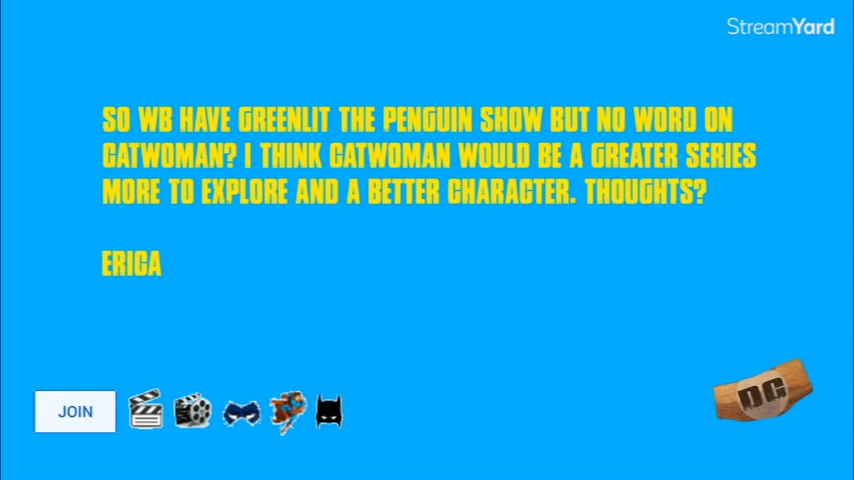 StreamYard
SO WB HAVE GREENLIT THE PENGUIN SHOW BUT NO WORD ON
CATWOMAN? I THINK CATWOMAN WOULD BE A GREATER SERIES
MORE TO EXPLORE AND A BETTER CHARACTER. THOUGHTS?
ERICA
JOIN
DC